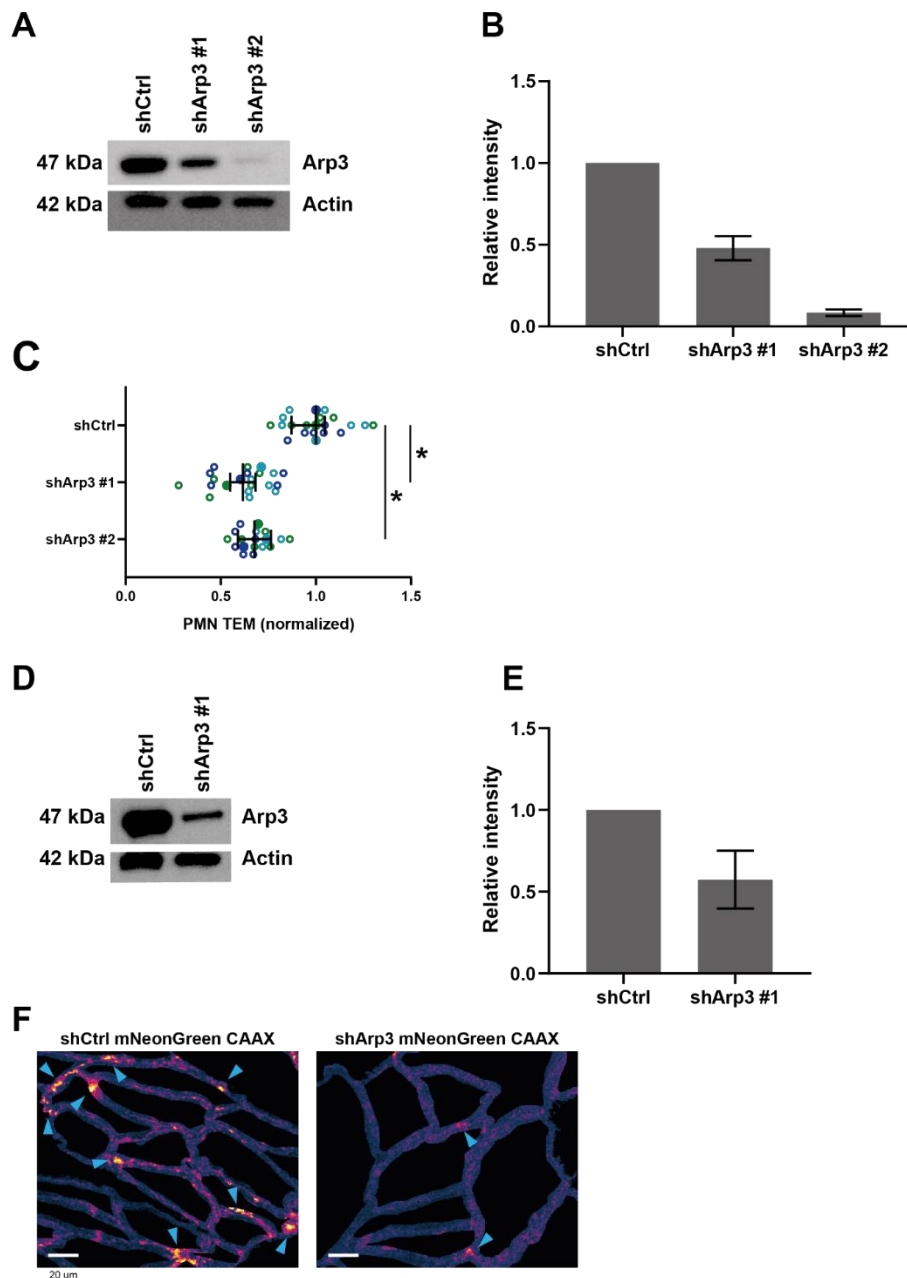 A
shCtrl
shArp3 #1
shArp3 #2
47 kDa
Arp3
42 kDa
Actin
B
Relative intensity
1.5
1.0
0.5
0.0
shCtrl
shArp3 #1
shArp3 #2
C
shCtrl
shArp3 #1
shArp3 #2
*
*
0.0
0.5
1.0
1.5
PMN TEM (normalized)
D
shCtrl
shArp3 #1
47 kDa
Arp3
42 kDa
Actin
E
Relative intensity
1.5
1.0
0.5
0.0
shCtrl
shArp3 #1
F
shCtrl mNeonGreen CAAX
shArp3 mNeonGreen CAAX
20 um